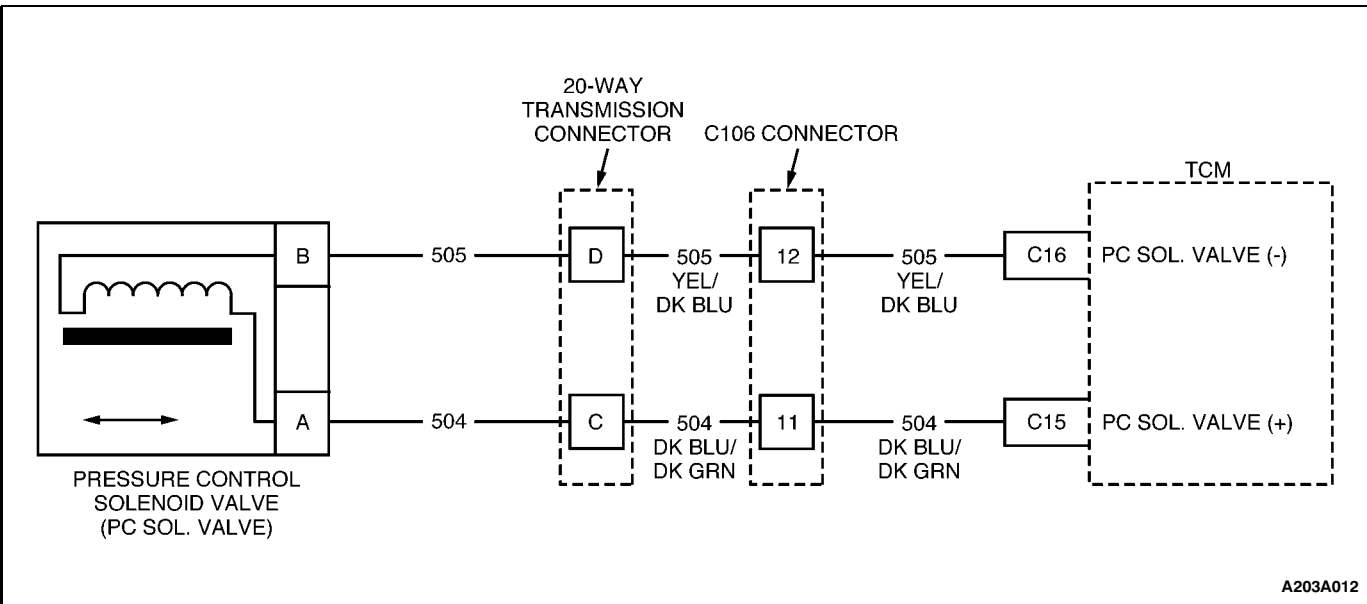 20-WAY
TRANSMISSION
CONNECTOR
C106 CONNECTOR
TCM
B
505
D
505
YEL/
DK BLU
12
505
YEL/
DK BLU
C16
PC SOL. VALVE (-)
A
504
C
504
DK BLU/
DK GRN
11
504
DK BLU/
DK GRN
C15
PC SOL. VALVE (+)
PRESSURE CONTROL
SOLENOID VALVE
(PC SOL. VALVE)
A203A012